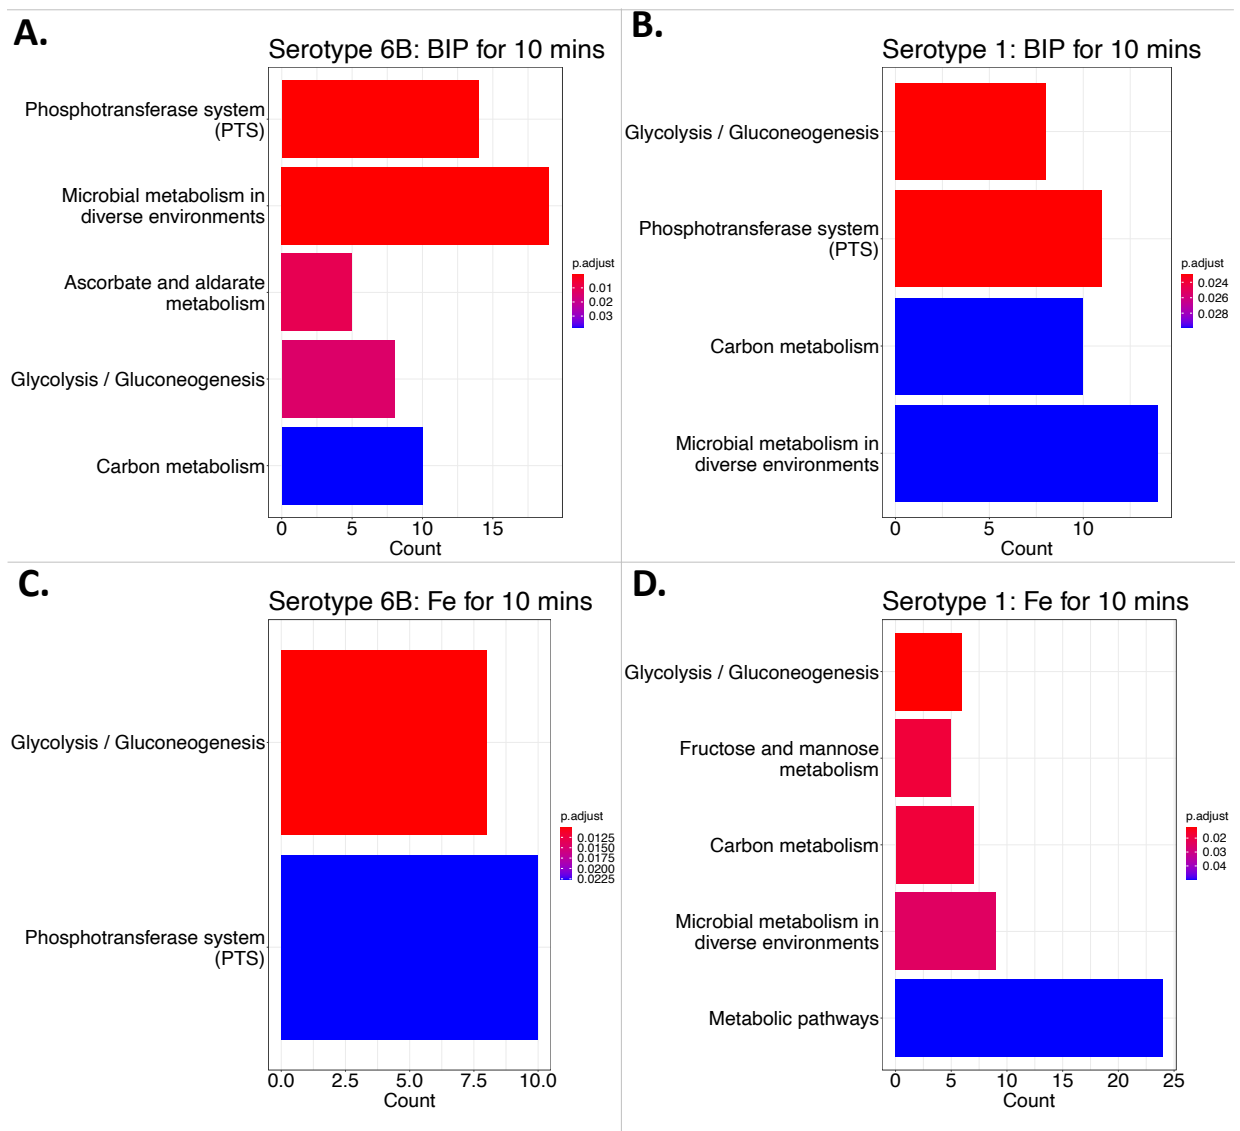 A.
Serotype 6B: BIP for 10 mins
Phosphotransferase system
(PTS)
Microbial metabolism in
diverse environments
Ascorbate and aldarate
metabolism
Glycolysis / Gluconeogenesis
Carbon metabolism
0 5 10 15
Count
p.adjust
0.01
0.02
0.03
B.
Serotype 1: BIP for 10 mins
Glycolysis / Gluconeogenesis
Phosphotransferase system
(PTS)
Carbon metabolism
Microbial metabolism in
diverse environments
0 5 10
Count
p.adjust
0.024
0.026
0.028
C.
Serotype 6B: Fe for 10 mins
Glycolysis / Gluconeogenesis
Phosphotransferase system
(PTS)
0.0 2.5 5.0 7.5 10.0
Count
p.adjust
0.0125
0.0150
0.0175
0.0200
0.0225
D.
Serotype 1: Fe for 10 mins
Glycolysis / Gluconeogenesis
Fructose and mannose
metabolism
Carbon metabolism
Microbial metabolism in
diverse environments
Metabolic pathways
0 5 10 15 20 25
Count
p.adjust
0.02
0.03
0.04